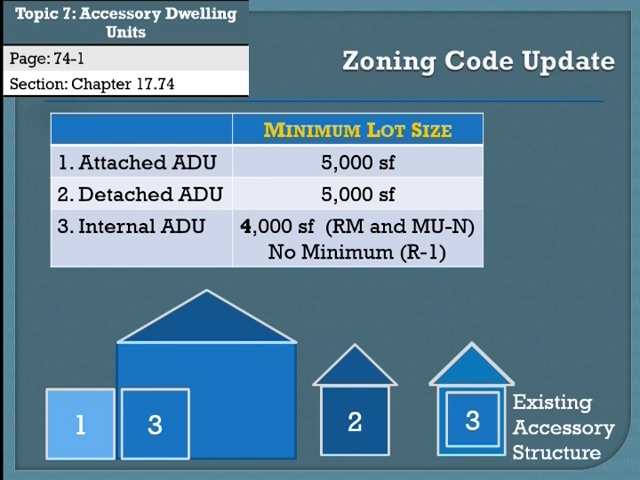 Topic 7: Accessory Dwelling
Units
Page: 74-1
Section: Chapter 17.74
Zoning Code Update
MINIMUM LOT SIZE
1. Attached ADU 5,000 sf
2. Detached ADU 5,000 sf
3. Internal ADU 4,000 sf (RM and MU-N)
No Minimum (R-1)
1 3 2 3
Existing
Accessory
Structure